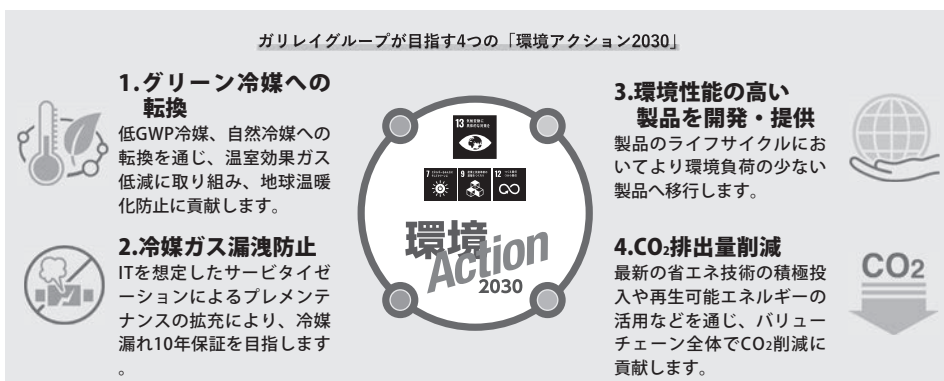 ガリレイグループが目指す4つの「環境アクション2030」
1.グリーン冷媒への
転換
低GWP冷媒、自然冷媒への
転換を通じ、温室効果ガス
低減に取り組み、地球温暖
化防止に貢献します。
2.冷媒ガス漏洩防止
ITを想定したサービタイゼ
ーションによるプレメンテ
ナンスの拡充により、冷媒
漏れ10年保証を目指します
。
13
7
9
12
環境
Action
2030
3.環境性能の高い
製品を開発・提供
製品のライフサイクルにお
いてより環境負荷の少ない
製品へ移行します。
4.CO2排出量削減
最新の省エネ技術の積極投
入や再生可能エネルギーの
活用などを通じ、バリュー
チェーン全体でCO2削減に
貢献します。
CO2